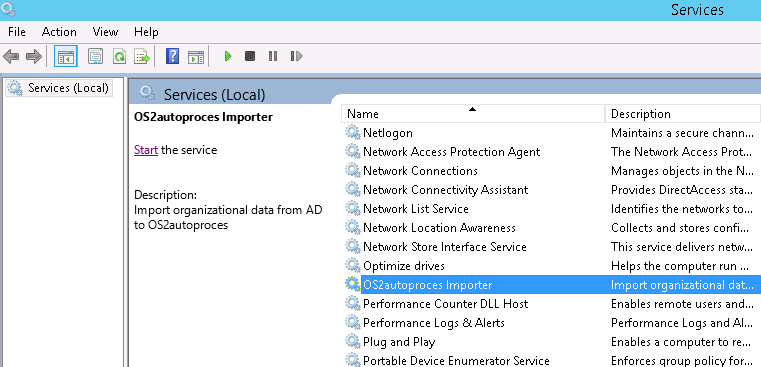 Services
File Action View Help
Services (Local)
Services (Local)
OS2autoproces Importer
Start the service
Description:
Import organizational data from AD
to OS2autoproces
Name Description
Netlogon Maintains a secure chann...
Network Access Protection Agent The Network Access Prot...
Network Connections Manages objects in the N...
Network Connectivity Assistant Provides DirectAccess sta...
Network List Service Identifies the networks to...
Network Location Awareness Collects and stores confi...
Network Store Interface Service This service delivers netw...
Optimize drives Helps the computer run ...
OS2autoproces Importer Import organizational dat...
Performance Counter DLL Host Enables remote users and...
Performance Logs & Alerts Performance Logs and Al...
Plug and Play Enables a computer to re...
Portable Device Enumerator Service Enforces group policy for...